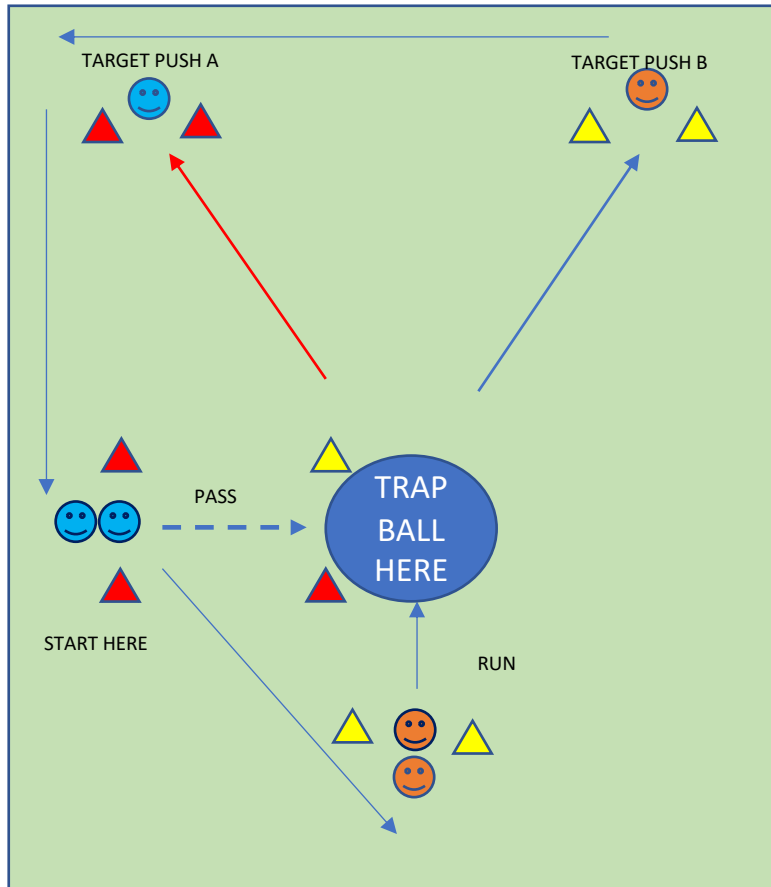 TARGET PUSH A
TARGET PUSH B
PASS
TRAP
BALL
HERE
START HERE
RUN